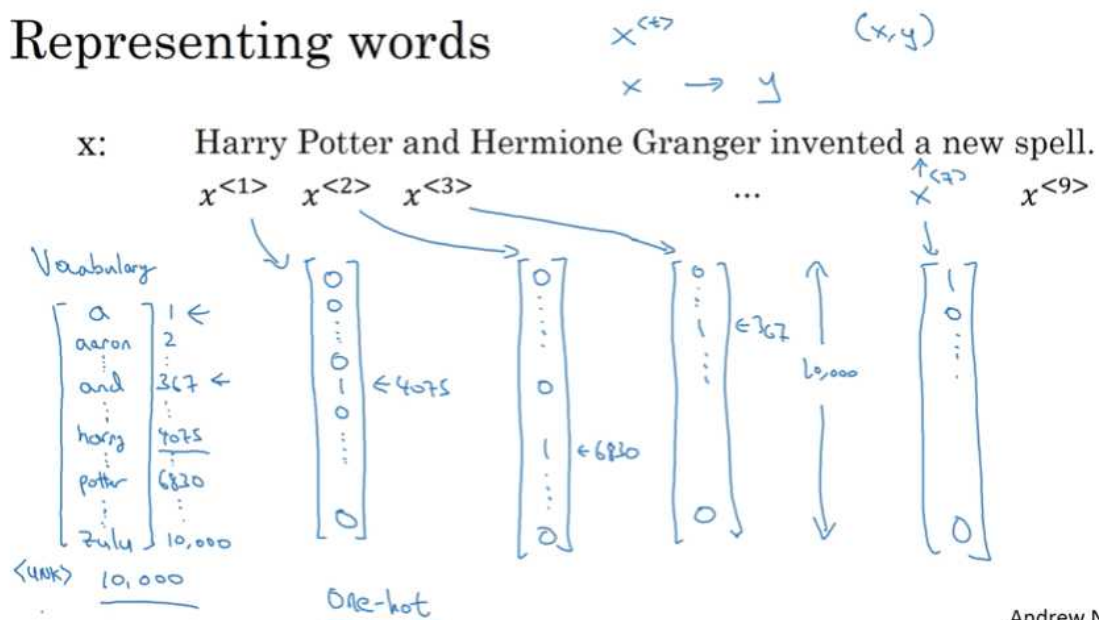 Representing words
x<t> (x,y)
x → y
x: Harry Potter and Hermione Granger invented a new spell.
x<1> x<2> x<3> ... x<7> x<9>
Vocabulary
a 1 ←
aaron 2
and 367 ←
harry 4075
potter 6830
zulu 10,000
<UNK> 10,000
0 0 0 1 0 0 ←4075
0 0 1 0 ←6830
0 1 0 ←367
10,000
1 0 0
One-hot
Andrew N